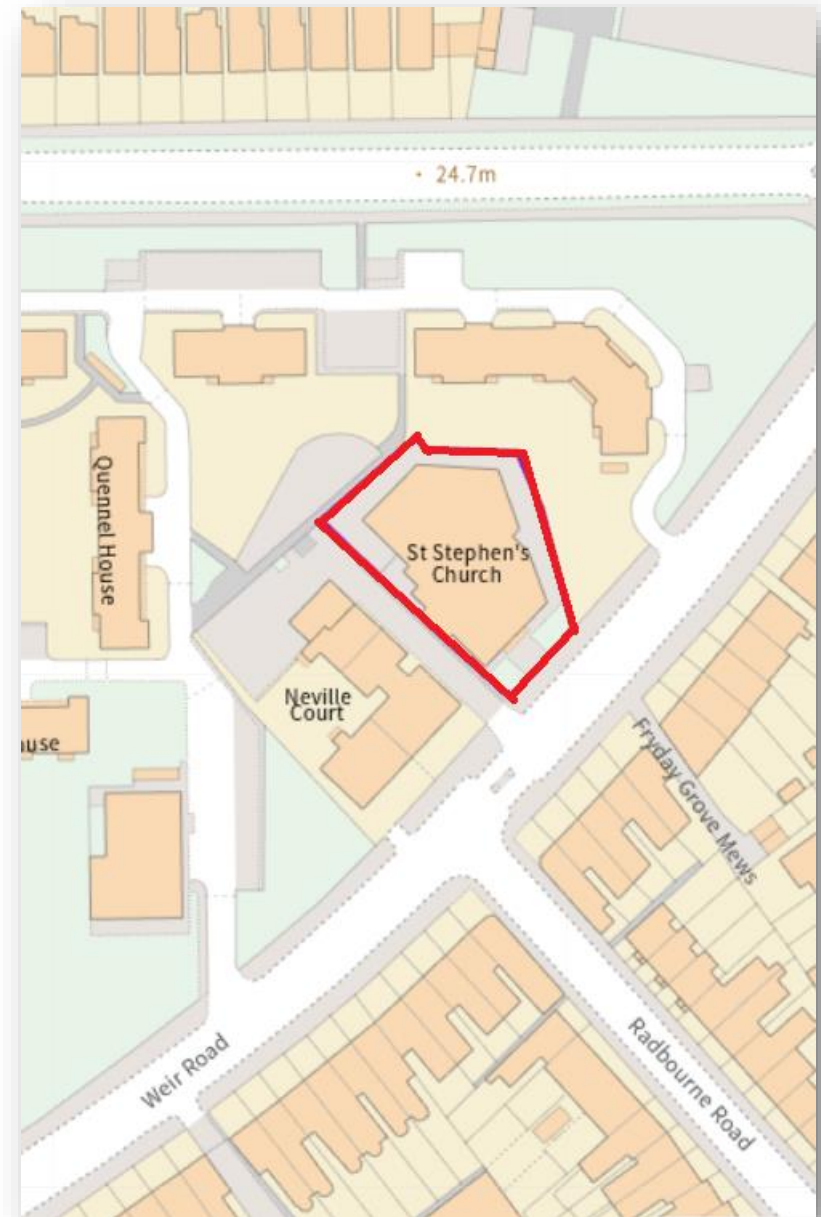 24.7m
Quennel House
St Stephen's
Church
Neville
Court
use
Fryday Grove Mews
Weir Road
Radbourne Road